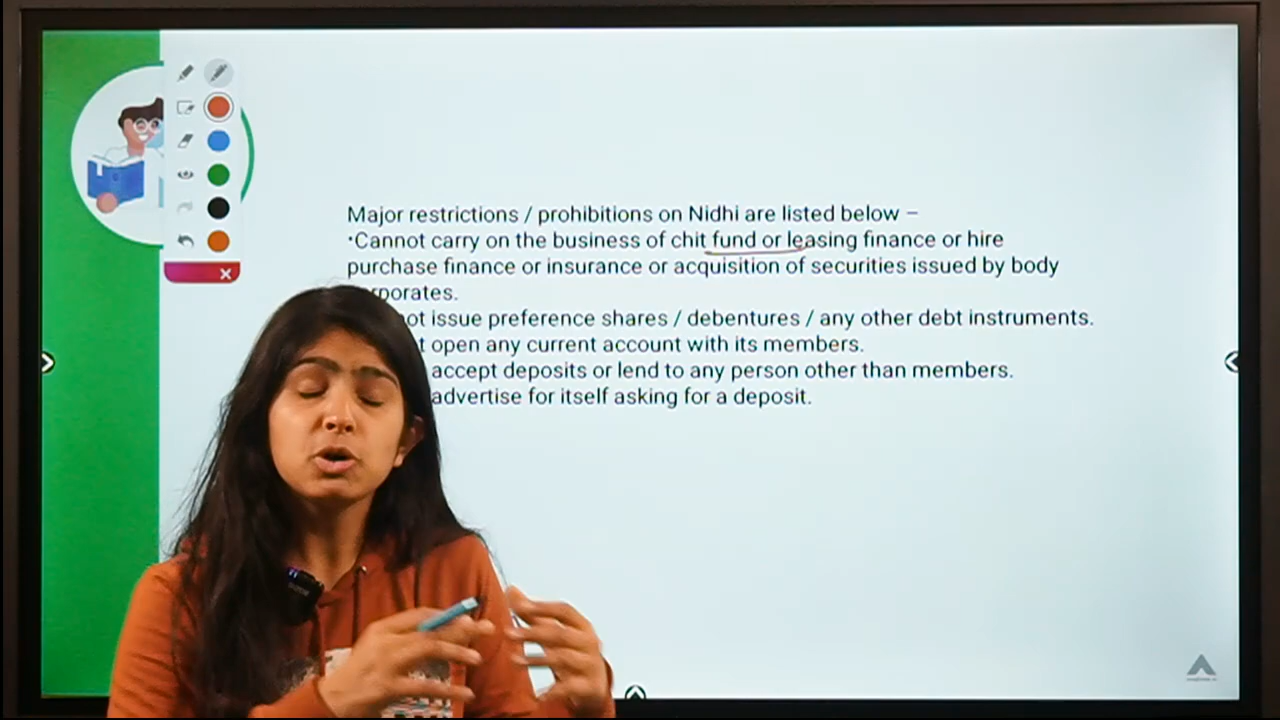 Major restrictions / prohibitions on Nidhi are listed below –
•Cannot carry on the business of chit fund or leasing finance or hire
purchase finance or insurance or acquisition of securities issued by body
rporates.
ot issue preference shares / debentures / any other debt instruments.
t open any current account with its members.
accept deposits or lend to any person other than members.
advertise for itself asking for a deposit.